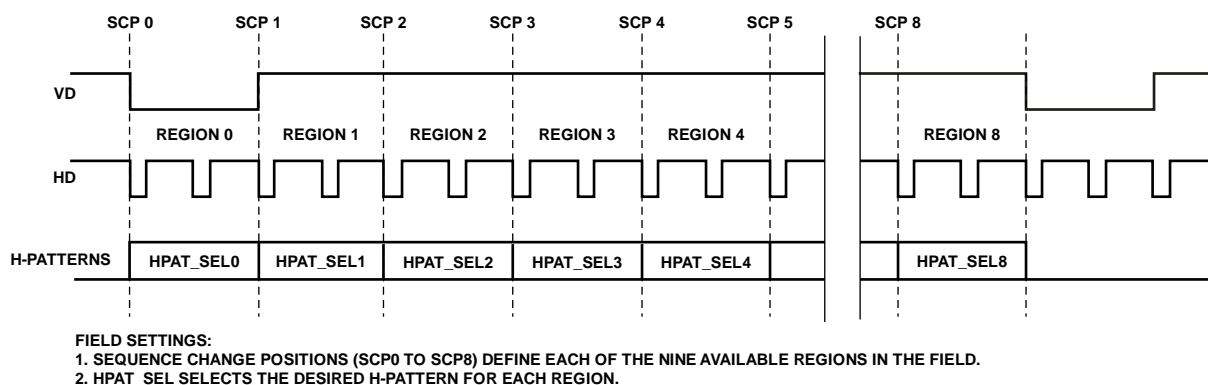 SCP 0 SCP 1 SCP 2 SCP 3 SCP 4 SCP 5 SCP 8
VD
REGION 0 REGION 1 REGION 2 REGION 3 REGION 4 REGION 8
HD
H-PATTERNS HPAT_SEL0 HPAT_SEL1 HPAT_SEL2 HPAT_SEL3 HPAT_SEL4 HPAT_SEL8
FIELD SETTINGS:
1. SEQUENCE CHANGE POSITIONS (SCP0 TO SCP8) DEFINE EACH OF THE NINE AVAILABLE REGIONS IN THE FIELD.
2. HPAT_SEL SELECTS THE DESIRED H-PATTERN FOR EACH REGION.